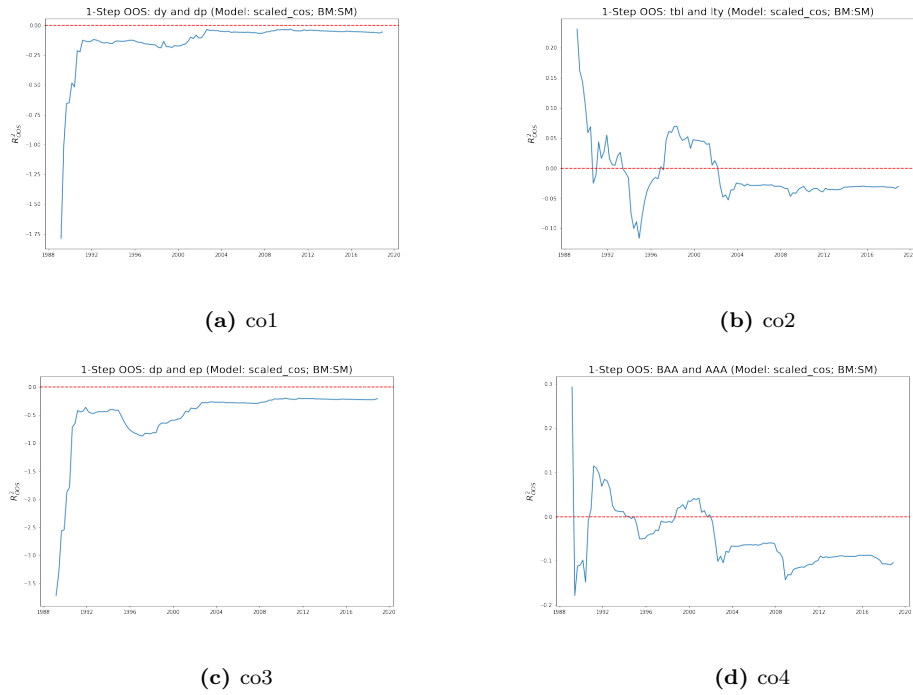 1-Step OOS: dy and dp (Model: scaled_cos; BM:SM)
R²OOS
0.00
−0.25
−0.50
−0.75
−1.00
−1.25
−1.50
−1.75
1988 1992 1996 2000 2004 2008 2012 2016 2020
(a) co1
1-Step OOS: tbl and lty (Model: scaled_cos; BM:SM)
R²OOS
0.20
0.15
0.10
0.05
0.00
−0.05
−0.10
1988 1992 1996 2000 2004 2008 2012 2016 2020
(b) co2
1-Step OOS: dp and ep (Model: scaled_cos; BM:SM)
R²OOS
0.0
−0.5
−1.0
−1.5
−2.0
−2.5
−3.0
−3.5
1988 1992 1996 2000 2004 2008 2012 2016 2020
(c) co3
1-Step OOS: BAA and AAA (Model: scaled_cos; BM:SM)
R²OOS
0.3
0.2
0.1
0.0
−0.1
−0.2
1988 1992 1996 2000 2004 2008 2012 2016 2020
(d) co4